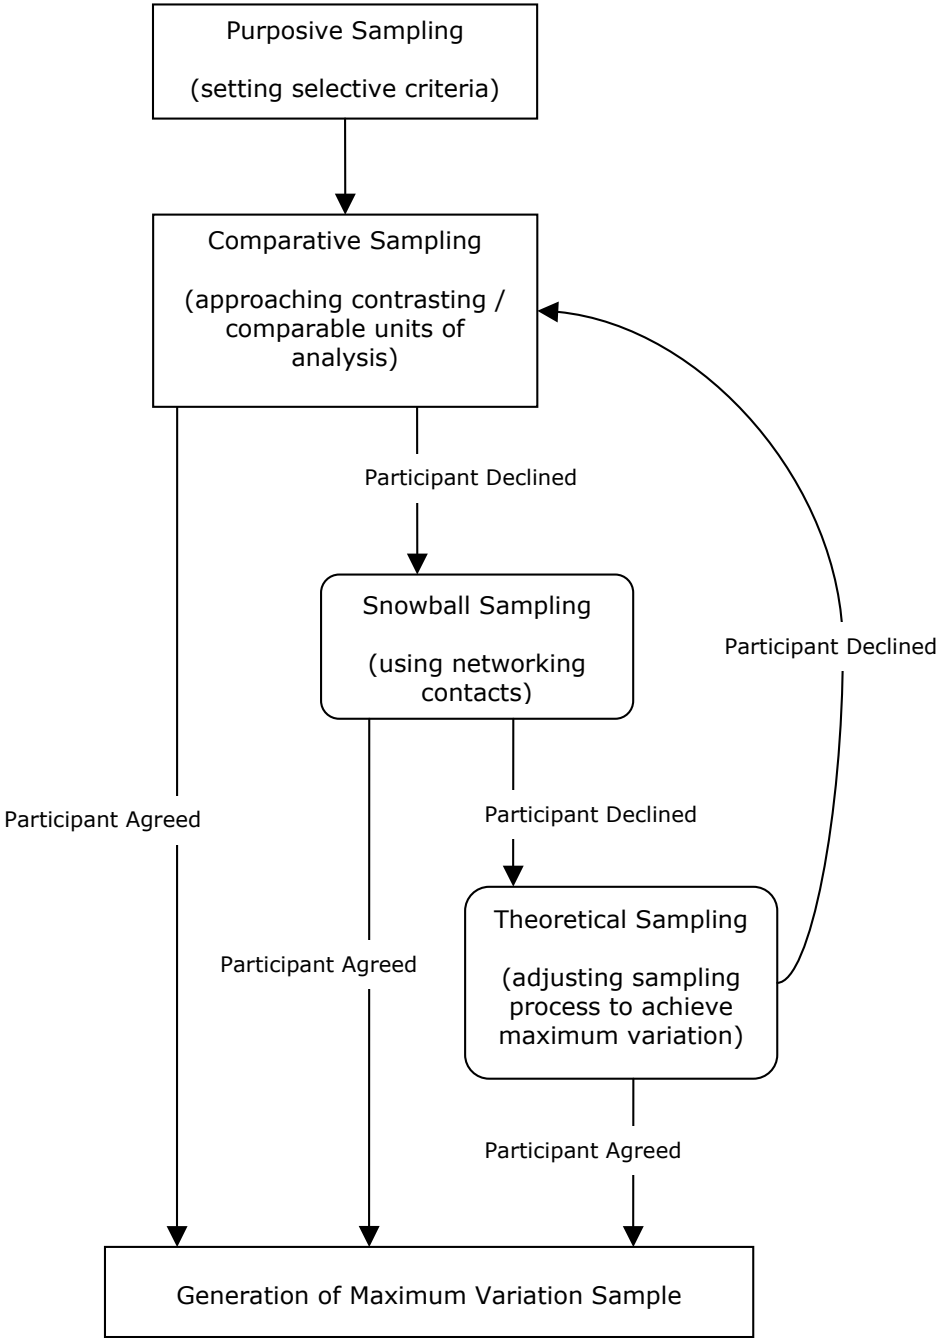 Purposive Sampling
(setting selective criteria)
Comparative Sampling
(approaching contrasting /
comparable units of
analysis)
Participant Declined
Snowball Sampling
(using networking
contacts)
Participant Declined
Participant Agreed
Participant Declined
Theoretical Sampling
(adjusting sampling
process to achieve
maximum variation)
Participant Agreed
Participant Agreed
Generation of Maximum Variation Sample